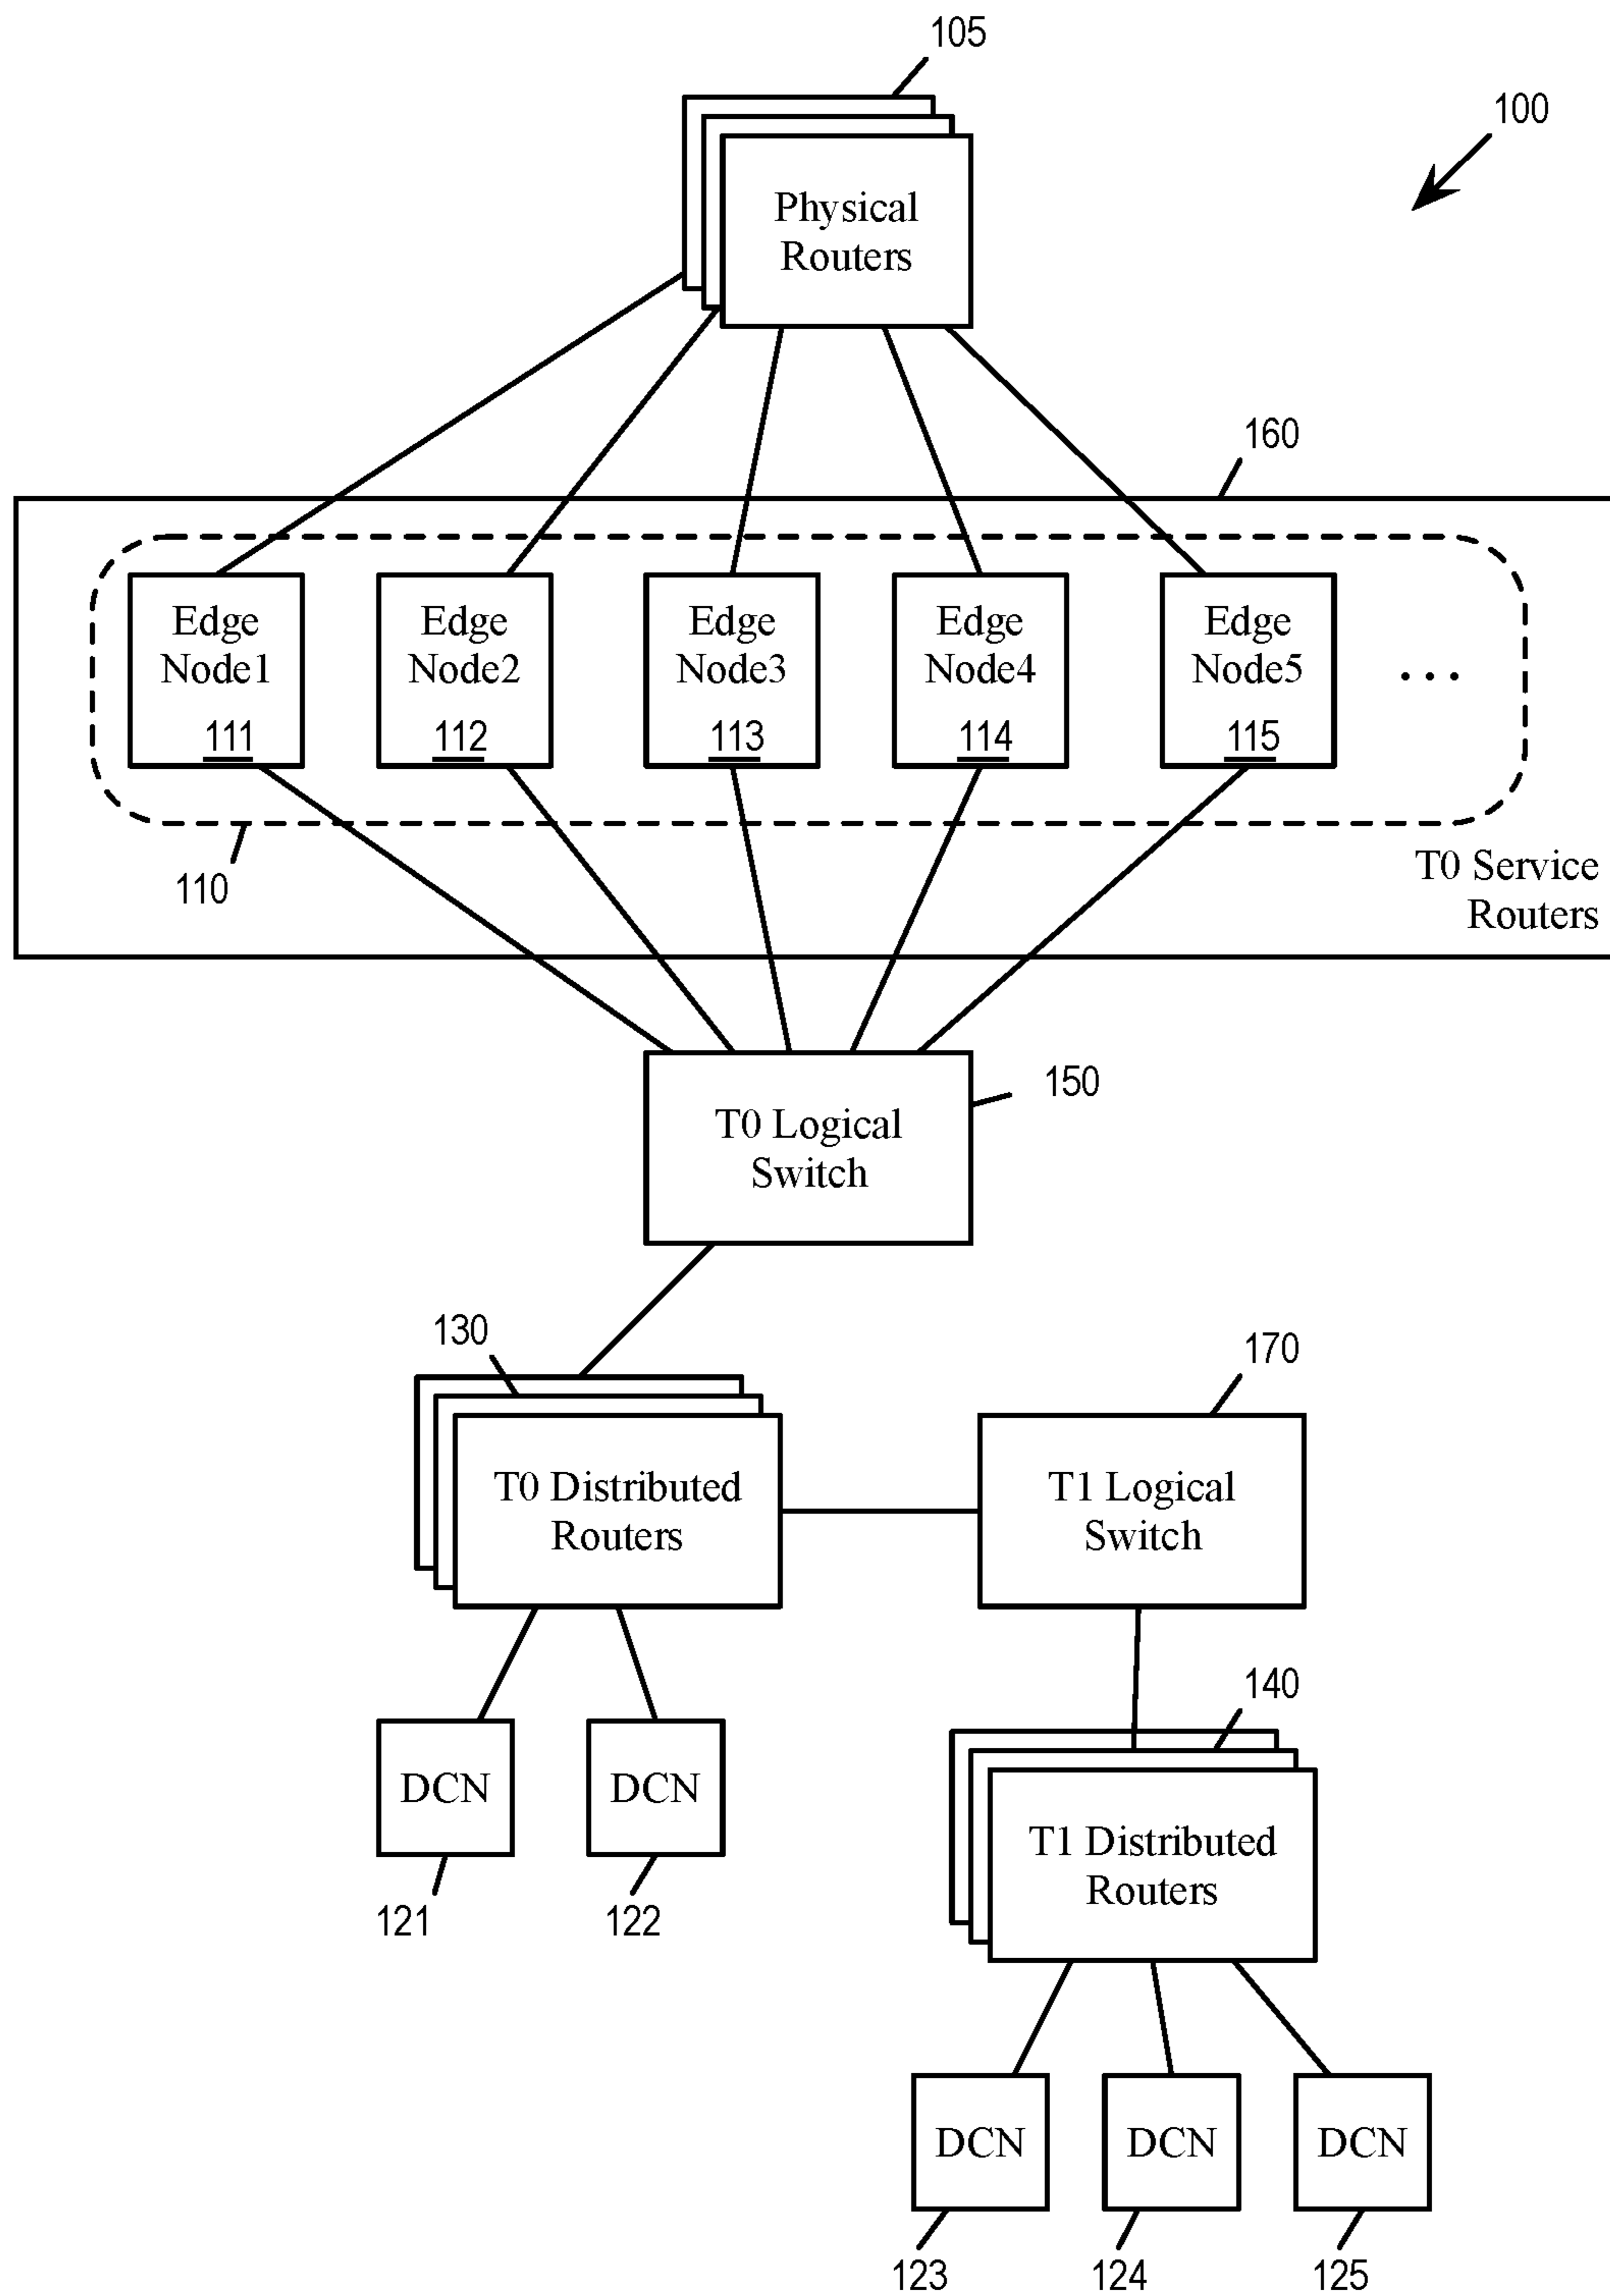 105
100
Physical
Routers
160
Edge
Node1
111
Edge
Node2
112
Edge
Node3
113
Edge
Node4
114
Edge
Node5
115
...
110
T0 Service
Routers
T0 Logical
Switch
150
130
170
T0 Distributed
Routers
T1 Logical
Switch
140
DCN
DCN
T1 Distributed
Routers
121
122
DCN
DCN
DCN
123
124
125